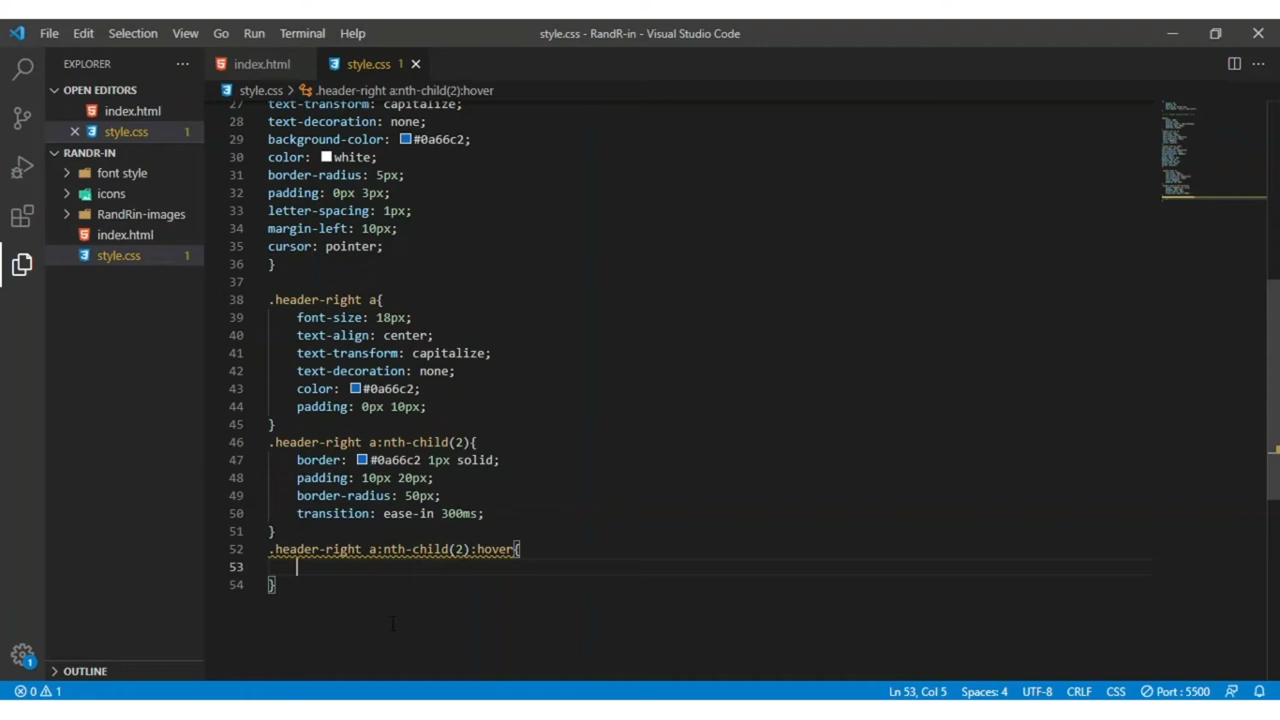 File Edit Selection View Go Run Terminal Help style.css - RandR-in - Visual Studio Code
EXPLORER ... index.html style.css 1
OPEN EDITORS
index.html
style.css 1
RANDR-IN
font style
icons
RandRin-images
index.html
style.css 1
OUTLINE
style.css > .header-right a:nth-child(2):hover
27 text-transform: capitalize;
28 text-decoration: none;
29 background-color: #0a66c2;
30 color: white;
31 border-radius: 5px;
32 padding: 0px 3px;
33 letter-spacing: 1px;
34 margin-left: 10px;
35 cursor: pointer;
36 }
37
38 .header-right a{
39 font-size: 18px;
40 text-align: center;
41 text-transform: capitalize;
42 text-decoration: none;
43 color: #0a66c2;
44 padding: 0px 10px;
45 }
46 .header-right a:nth-child(2){
47 border: #0a66c2 1px solid;
48 padding: 10px 20px;
49 border-radius: 50px;
50 transition: ease-in 300ms;
51 }
52 .header-right a:nth-child(2):hover{
53
54 }
1
0 1 Ln 53, Col 5 Spaces: 4 UTF-8 CRLF CSS Port : 5500